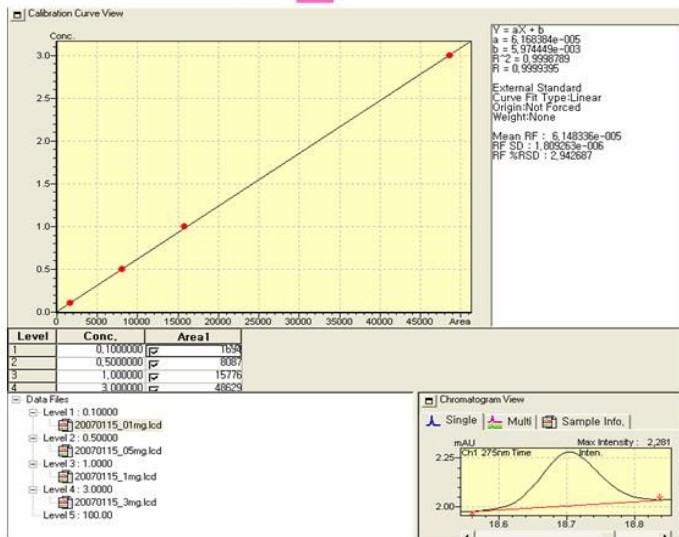 Calibration Curve View
Conc.
3.0
2.5
2.0
1.5
1.0
0.5
0.0
0 5000 10000 15000 20000 25000 30000 35000 40000 45000 Area
Y = aX + b
a = 6,168384e-005
b = 5,974449e-003
R^2 = 0,9998789
R = 0,9999395
External Standard
Curve Fit Type:Linear
Origin:Not Forced
Weight:None
Mean RF : 6,148336e-005
RF SD : 1,809263e-006
RF %RSD : 2,942687
Level Conc. Area1
1 0,1000000 1694
2 0,5000000 8087
3 1,000000 15776
4 3,000000 48629
Data Files
Level 1 : 0.10000
20070115_01mg.lcd
Level 2 : 0.50000
20070115_05mg.lcd
Level 3 : 1.0000
20070115_1mg.lcd
Level 4 : 3.0000
20070115_3mg.lcd
Level 5 : 100.00
Chromatogram View
Single Multi Sample Info.
mAU Max Intensity : 2,281
2.25 Ch1 275nm Time Inten.
2.00
18.6 18.7 18.8